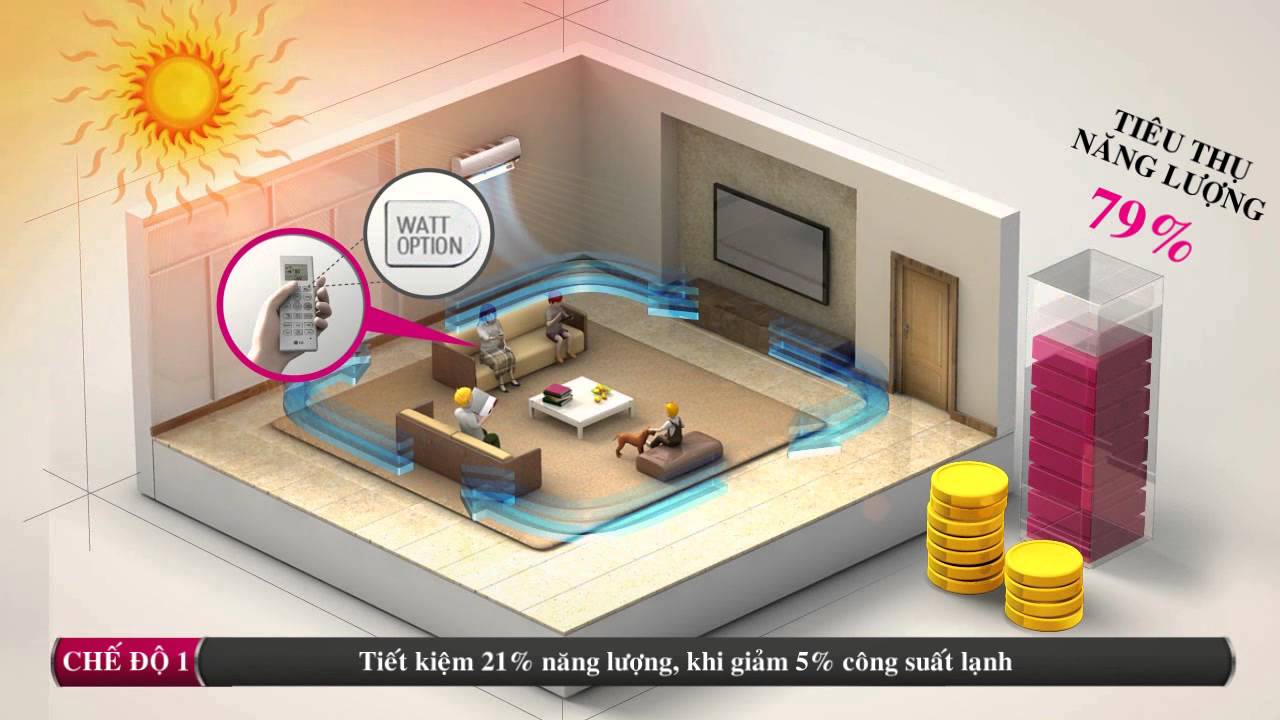 TIÊU THỤ
NĂNG LƯỢNG
79%
WATT
OPTION
LG
CHẾ ĐỘ 1
Tiết kiệm 21% năng lượng, khi giảm 5% công suất lạnh